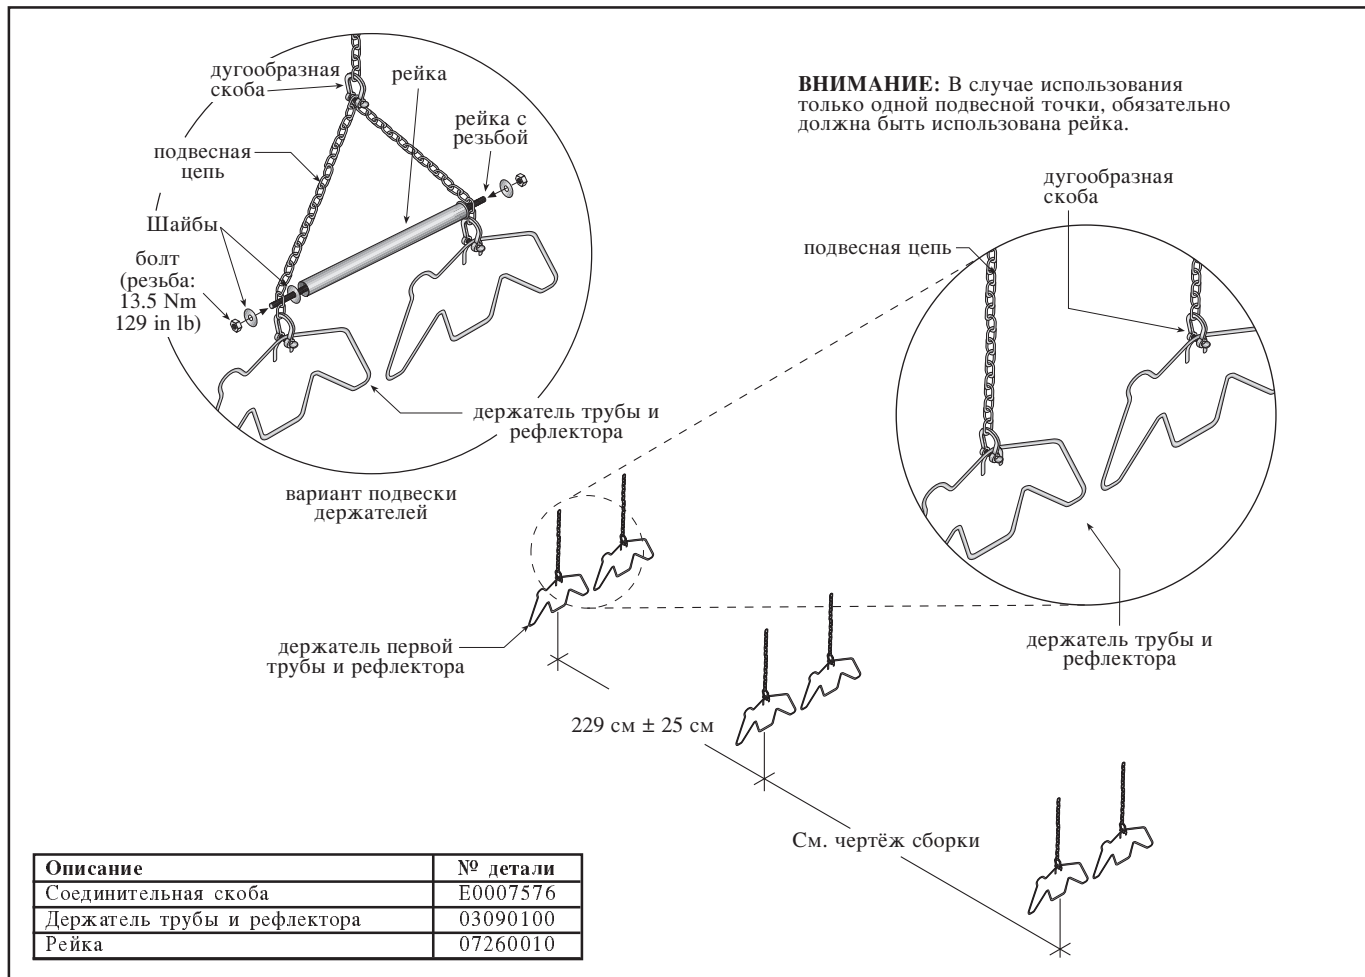 дугообразная
скоба
рейка
рейка с
резьбой
подвесная
цепь
Шайбы
болт
(резьба:
13.5 Nm
129 in lb)
держатель трубы и
рефлектора
вариант подвески
держателей
ВНИМАНИЕ: В случае использования
только одной подвесной точки, обязательно
должна быть использована рейка.
дугообразная
скоба
подвесная цепь
держатель трубы и
рефлектора
держатель первой
трубы и рефлектора
229 см ± 25 см
См. чертёж сборки
Описание № детали
Соединительная скоба E0007576
Держатель трубы и рефлектора 03090100
Рейка 07260010